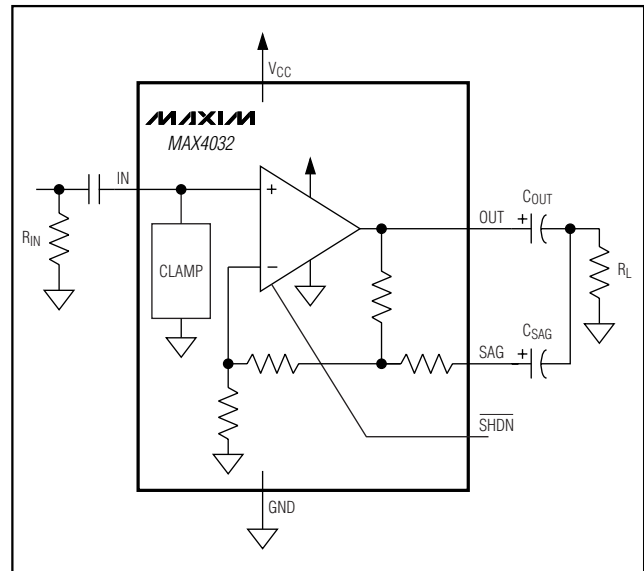 VCC
MAXIM
MAX4032
IN
+
−
RIN
CLAMP
OUT
+
COUT
RL
SAG
+
CSAG
SHDN
GND